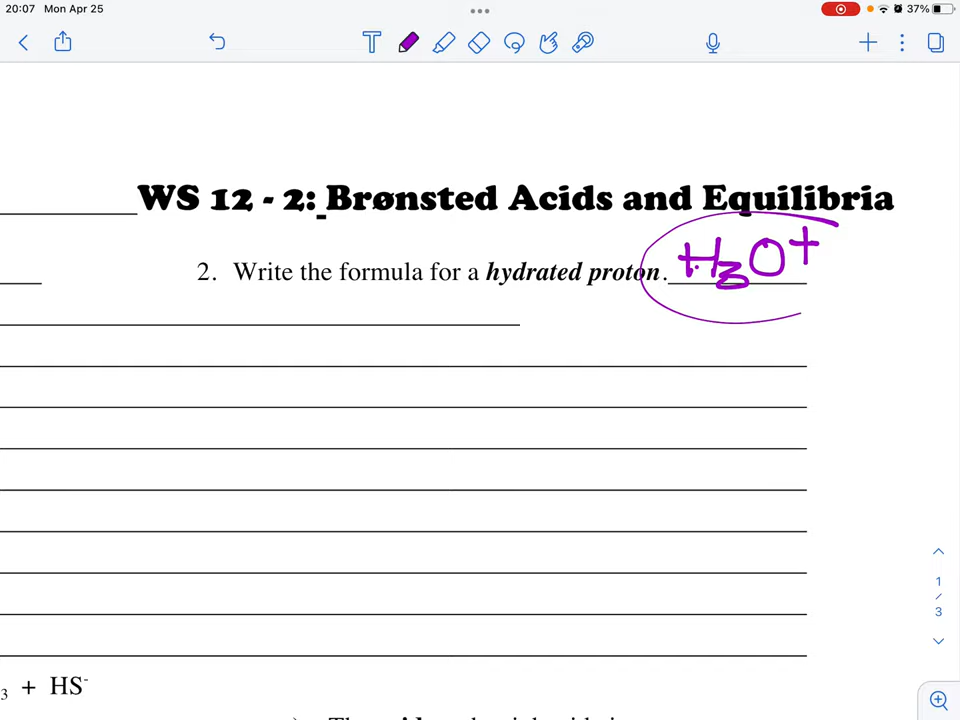 20:07 Mon Apr 25
37%
T
WS 12 - 2: Brønsted Acids and Equilibria
2. Write the formula for a hydrated proton. H3O+
1
/
3
3 + HS-